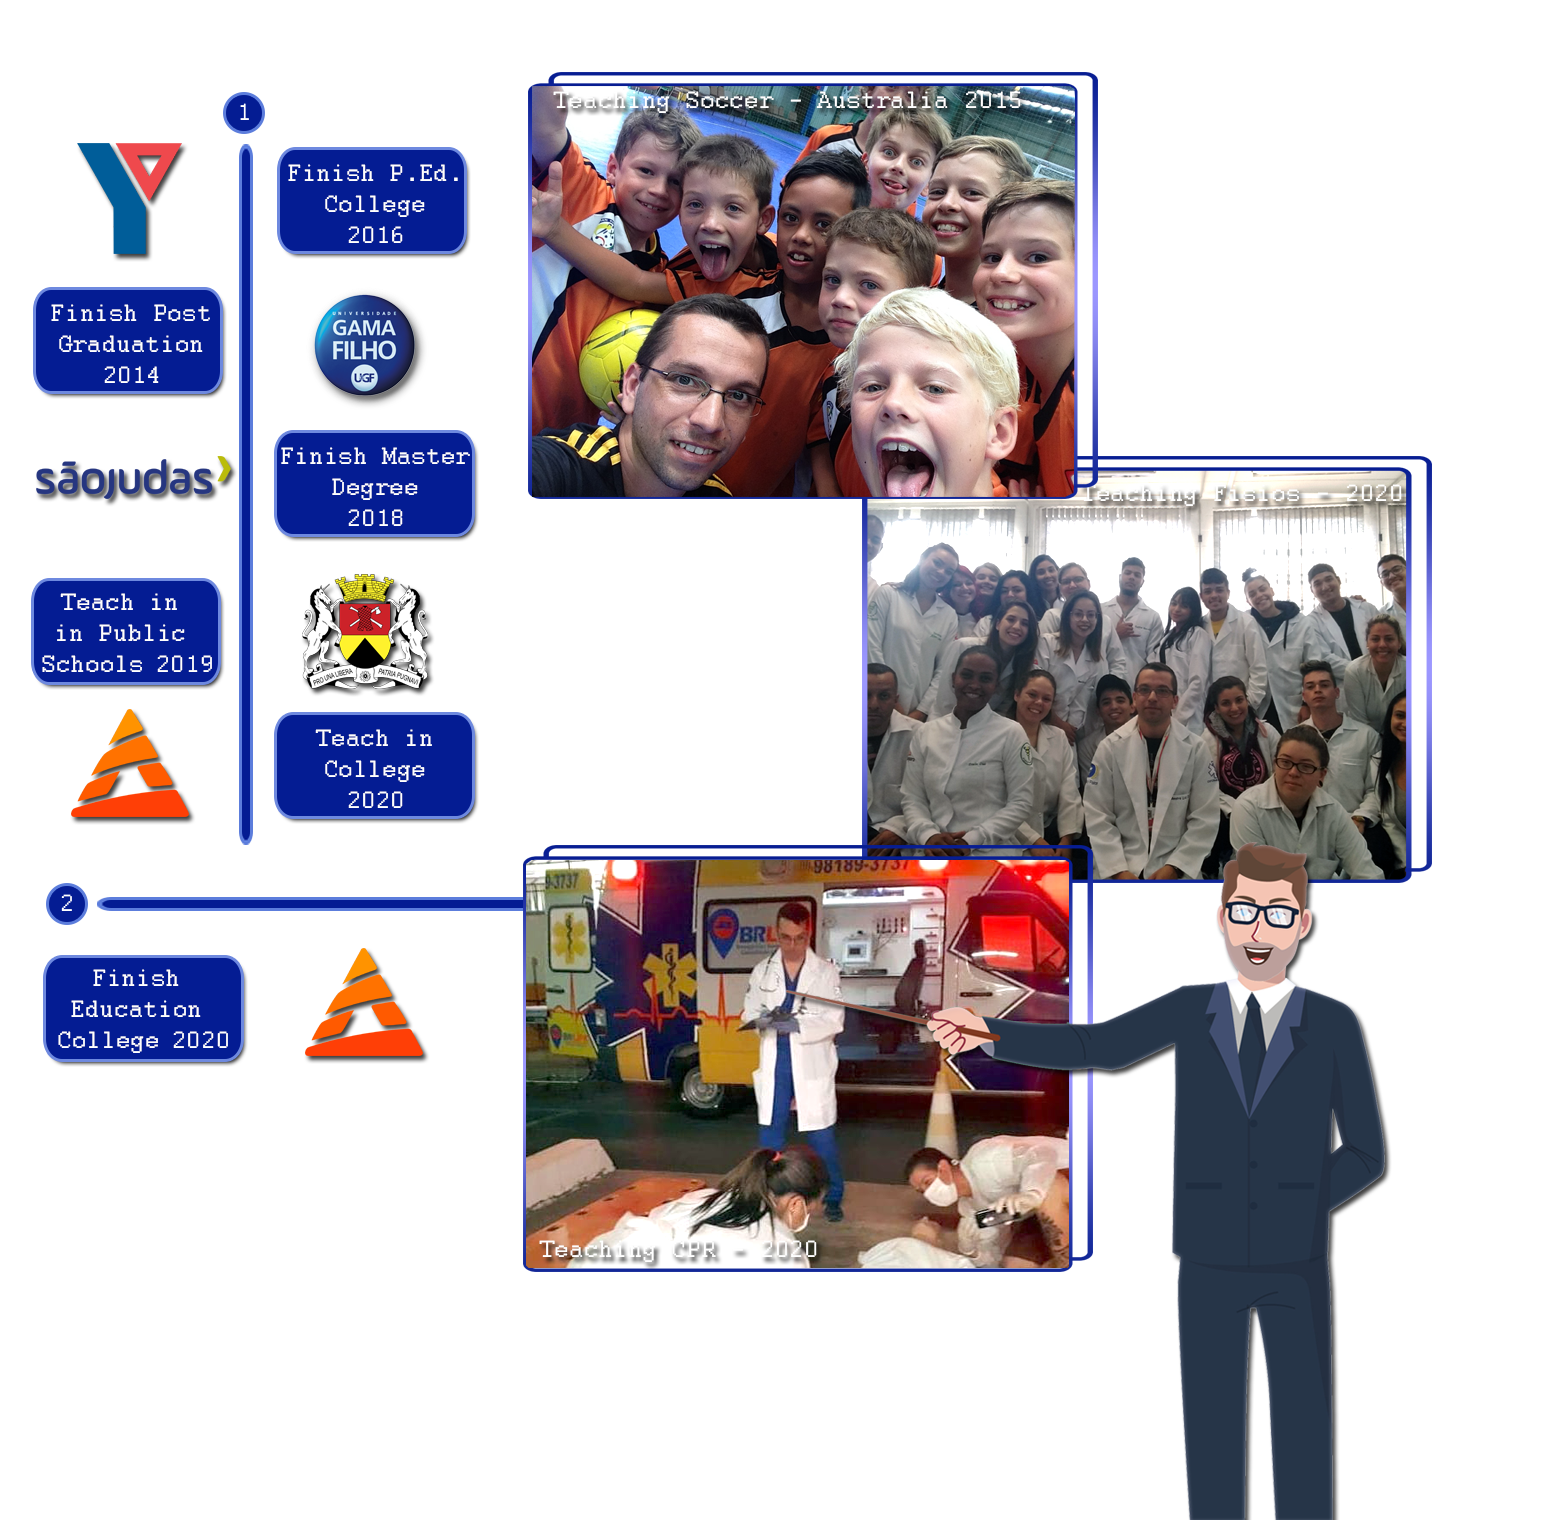 1
Finish P.Ed.
College
2016
Finish Post
Graduation
2014
UNIVERSIDADE
GAMA
FILHO
UGF
sãojudas
Finish Master
Degree
2018
Teach in
in Public
Schools 2019
PRO UNA LIBERA PATRIA PUGNAVI
Teach in
College
2020
2
Finish
Education
College 2020
Teaching Soccer - Australia 2015
Teaching Fisios - 2020
9-3737
98189-3737
Teaching CPR - 2020